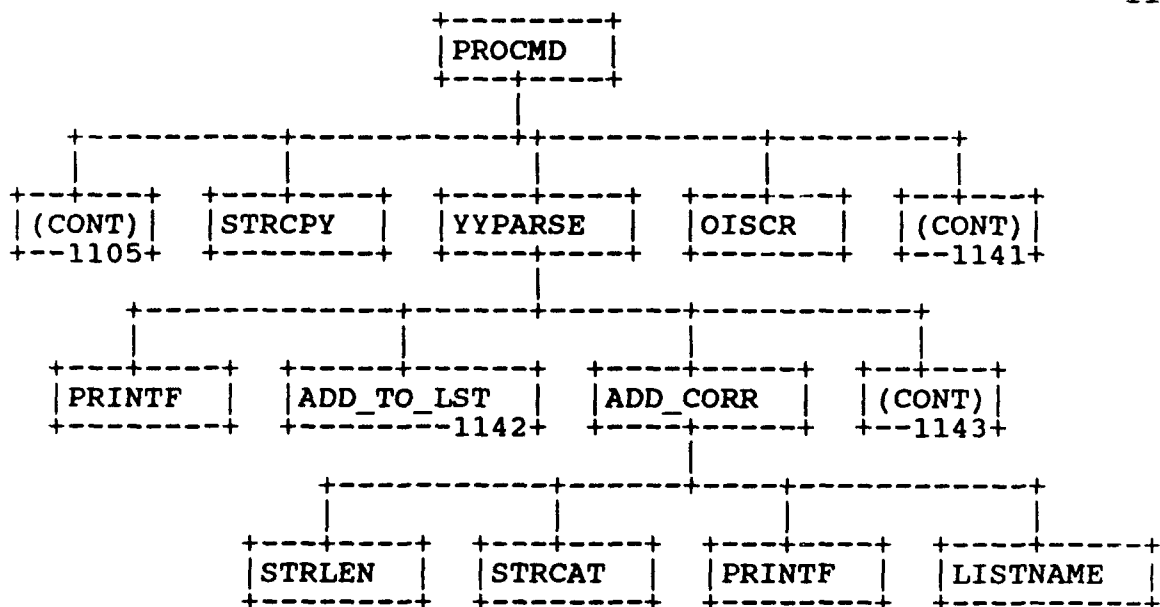 PROCMD
(CONT) STRCPY YYPARSE OISCR (CONT)
1105 1141
PRINTF ADD_TO_LST ADD_CORR (CONT)
1142 1143
STRLEN STRCAT PRINTF LISTNAME